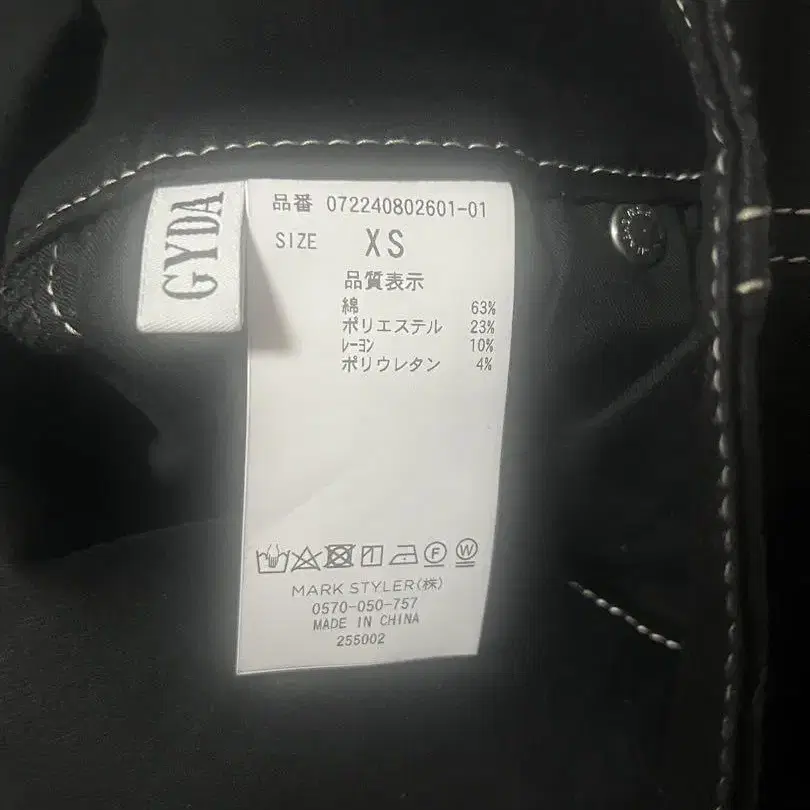 GYDA
品番 072240802601-01
SIZE XS
品質表示
綿 63%
ポリエステル 23%
レーヨン 10%
ポリウレタン 4%
F W
MARK STYLER(株)
0570-050-757
MADE IN CHINA
255002